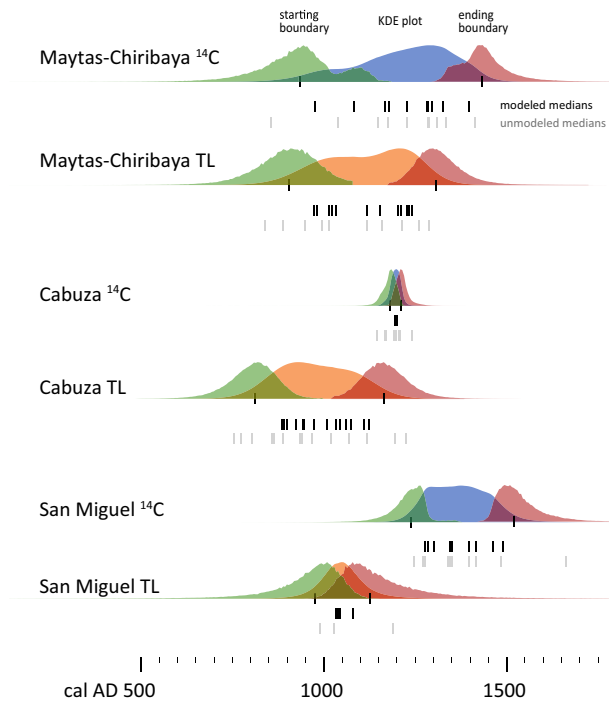 starting
boundary
KDE plot
ending
boundary
Maytas-Chiribaya ¹⁴C
modeled medians
unmodeled medians
Maytas-Chiribaya TL
Cabuza ¹⁴C
Cabuza TL
San Miguel ¹⁴C
San Miguel TL
cal AD 500 1000 1500